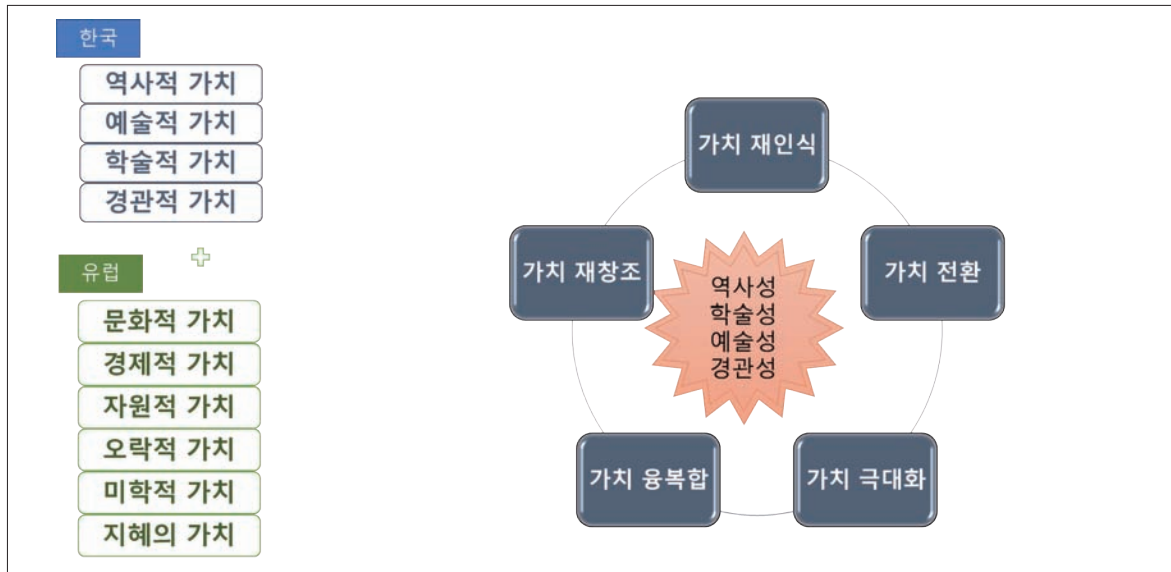 한국
역사적 가치
예술적 가치
학술적 가치
경관적 가치
유럽
문화적 가치
경제적 가치
자원적 가치
오락적 가치
미학적 가치
지혜의 가치
가치 재인식
가치 전환
가치 극대화
가치 융복합
가치 재창조
역사성
학술성
예술성
경관성